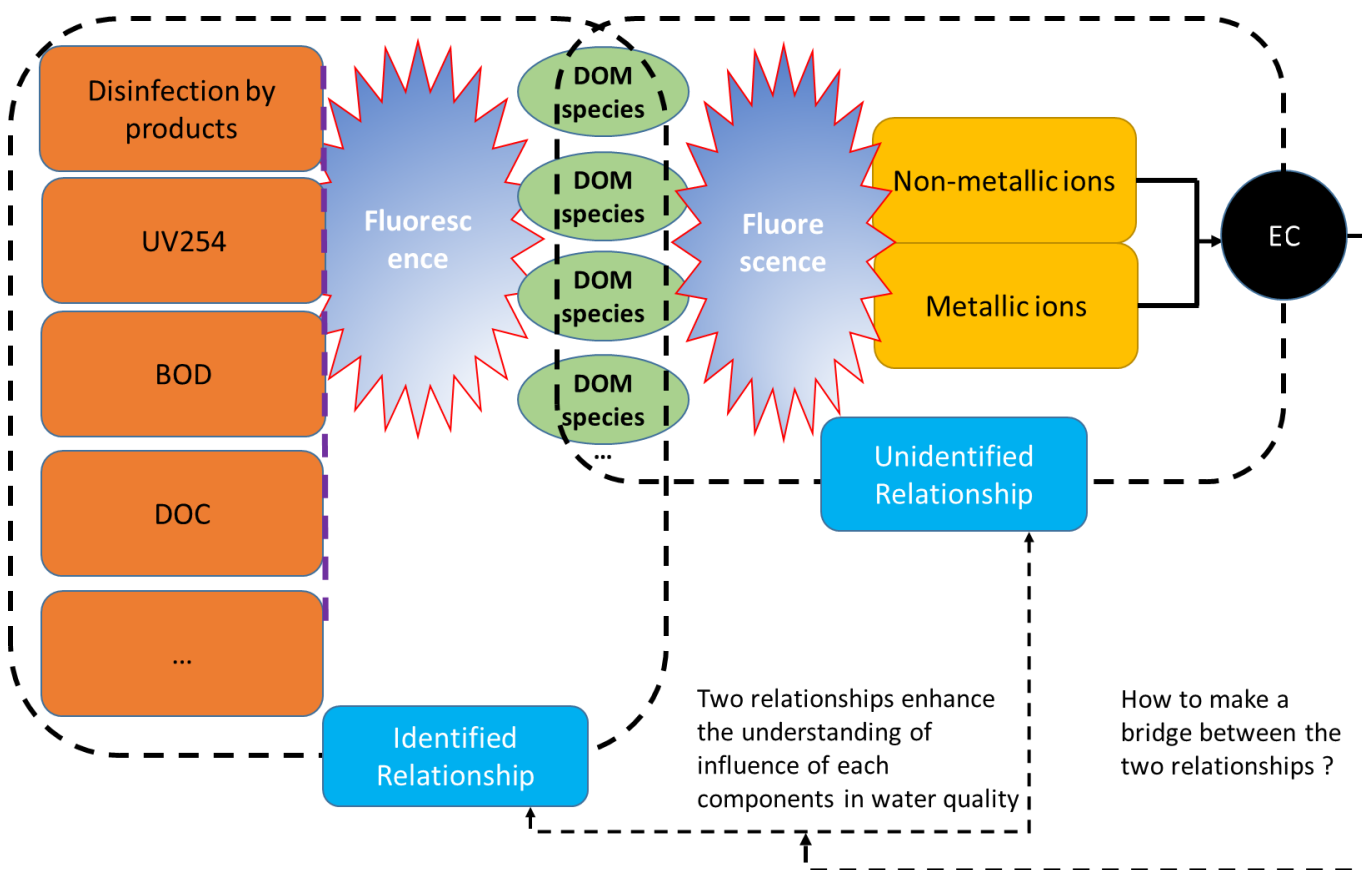 Disinfection by
products
UV254
BOD
DOC
...
Fluoresc
ence
DOM
species
DOM
species
DOM
species
DOM
species
...
Fluore
scence
Non-metallic ions
Metallic ions
EC
Unidentified
Relationship
Identified
Relationship
Two relationships enhance
the understanding of
influence of each
components in water quality
How to make a
bridge between the
two relationships ?